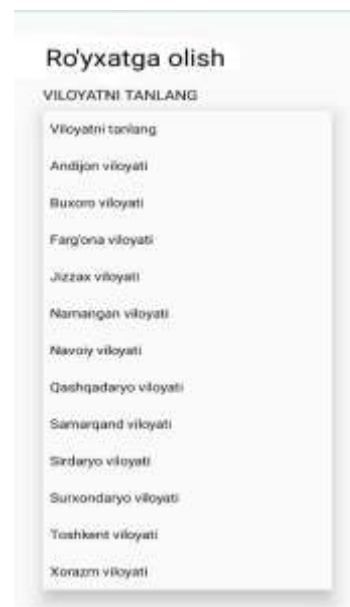 Ro'yxatga olish
VILOYATNI TANLANG
Viloyatni tanlang
Andijon viloyati
Buxoro viloyati
Farg'ona viloyati
Jizzax viloyati
Namangan viloyati
Navoiy viloyati
Qashqadaryo viloyati
Samarqand viloyati
Sirdaryo viloyati
Surxondaryo viloyati
Toshkent viloyati
Xorazm viloyati